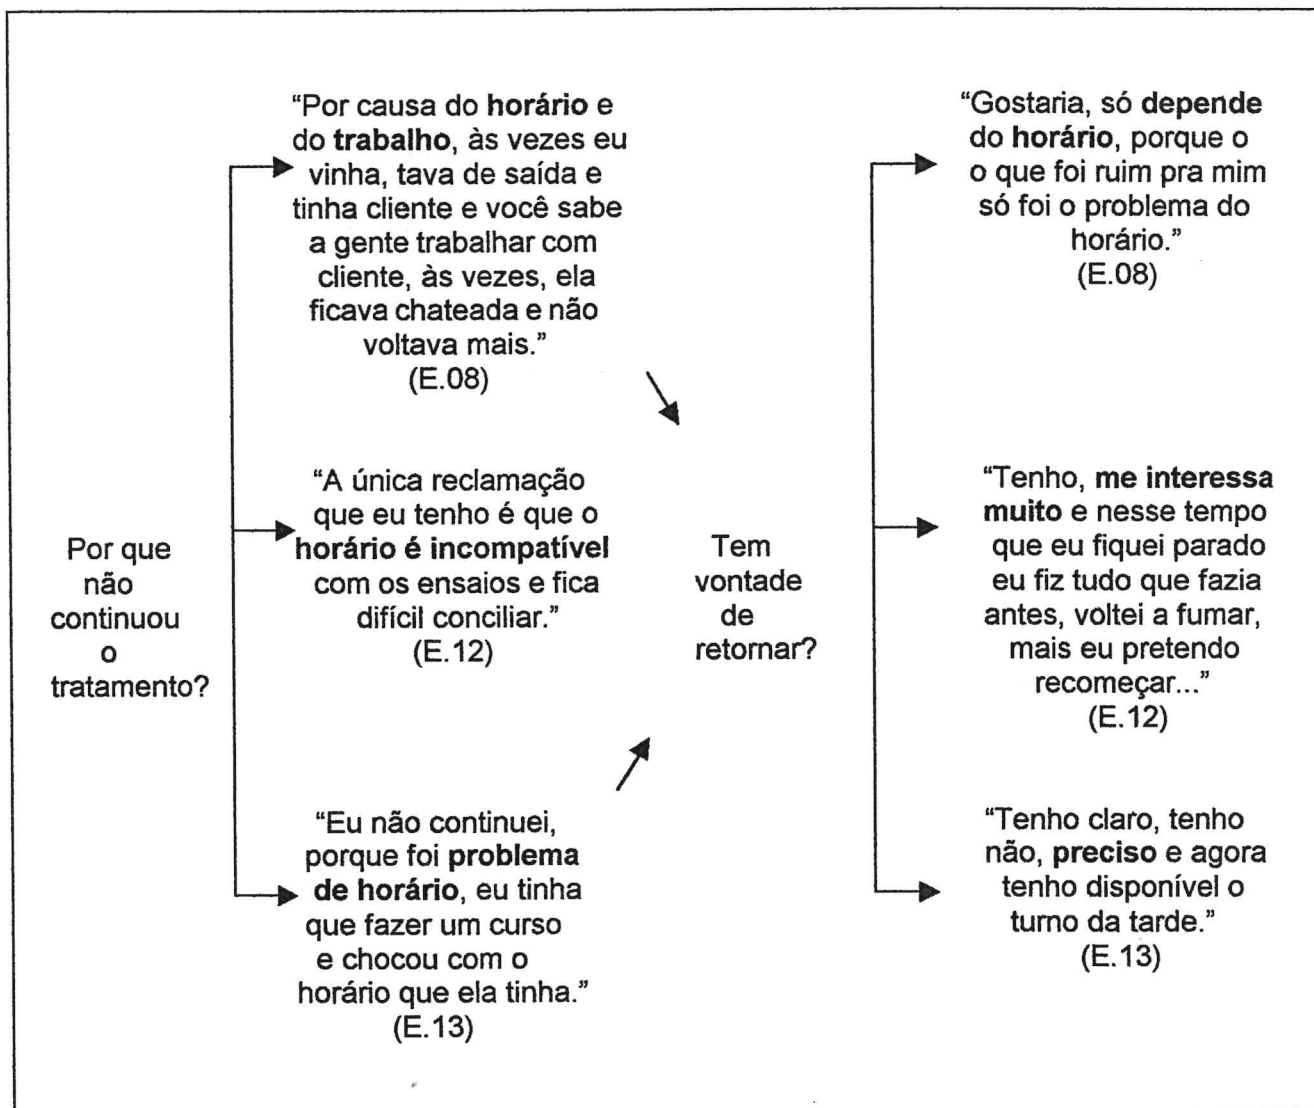 Por que
não
continuou
o
tratamento?
“Por causa do horário e
do trabalho, às vezes eu
vinha, tava de saída e
tinha cliente e você sabe
a gente trabalhar com
cliente, às vezes, ela
ficava chateada e não
voltava mais.”
(E.08)
“A única reclamação
que eu tenho é que o
horário é incompatível
com os ensaios e fica
difícil conciliar.”
(E.12)
“Eu não continuei,
porque foi problema
de horário, eu tinha
que fazer um curso
e chocou com o
horário que ela tinha.”
(E.13)
Tem
vontade
de
retornar?
“Gostaria, só depende
do horário, porque o
o que foi ruim pra mim
só foi o problema do
horário.”
(E.08)
“Tenho, me interessa
muito e nesse tempo
que eu fiquei parado
eu fiz tudo que fazia
antes, voltei a fumar,
mais eu pretendo
recomeçar...”
(E.12)
“Tenho claro, tenho
não, preciso e agora
tenho disponível o
turno da tarde.”
(E.13)